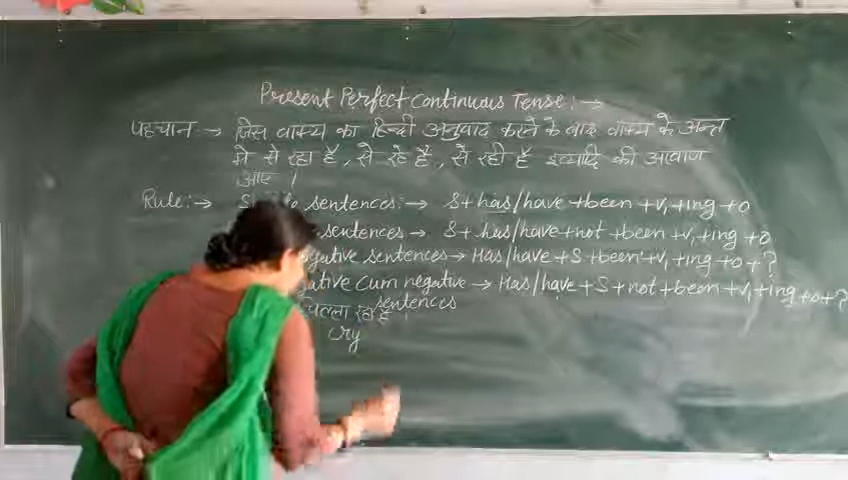 Present Perfect Continuous Tense:→
पहचान → जिस वाक्य का हिन्दी अनुवाद करने के बाद वाक्य के अन्त
मे से रहा है, से रहे हैं, से रही है इत्यादि की आवाज
आए ।
Rule:→ sentences:→ S+has/have+been+V₁+ing+O
sentences → S+has/have+not+been+V₁+ing+O
sentences → Has/have+S+been+V₁+ing+O+?
cum negative → Has/have+S+not+been+V₁+ing+O+?
sentences
चिल्ला रहा है
Cry